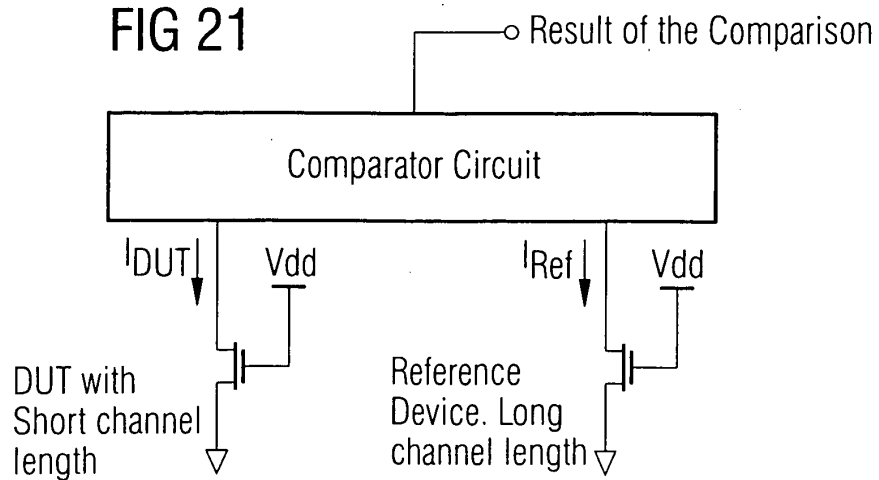 FIG 21
Result of the Comparison
Comparator Circuit
IDUT
Vdd
IRef
Vdd
DUT with
Short channel
length
Reference
Device. Long
channel length